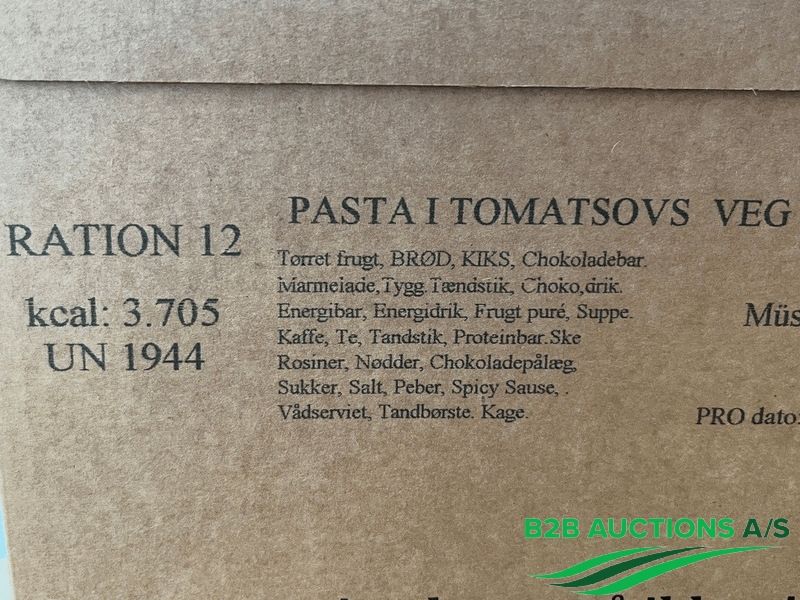 PASTA I TOMATSOVS VEG
RATION 12
kcal: 3.705
UN 1944
Tørret frugt, BRØD, KIKS, Chokoladebar.
Marmelade,Tygg.Tændstik, Choko,drik.
Energibar, Energidrik, Frugt puré, Suppe.
Kaffe, Te, Tandstik, Proteinbar.Ske
Rosiner, Nødder, Chokoladepålæg,
Sukker, Salt, Peber, Spicy Sause, .
Vådserviet, Tandbørste. Kage.
Müs
PRO dato:
B2B AUCTIONS A/S